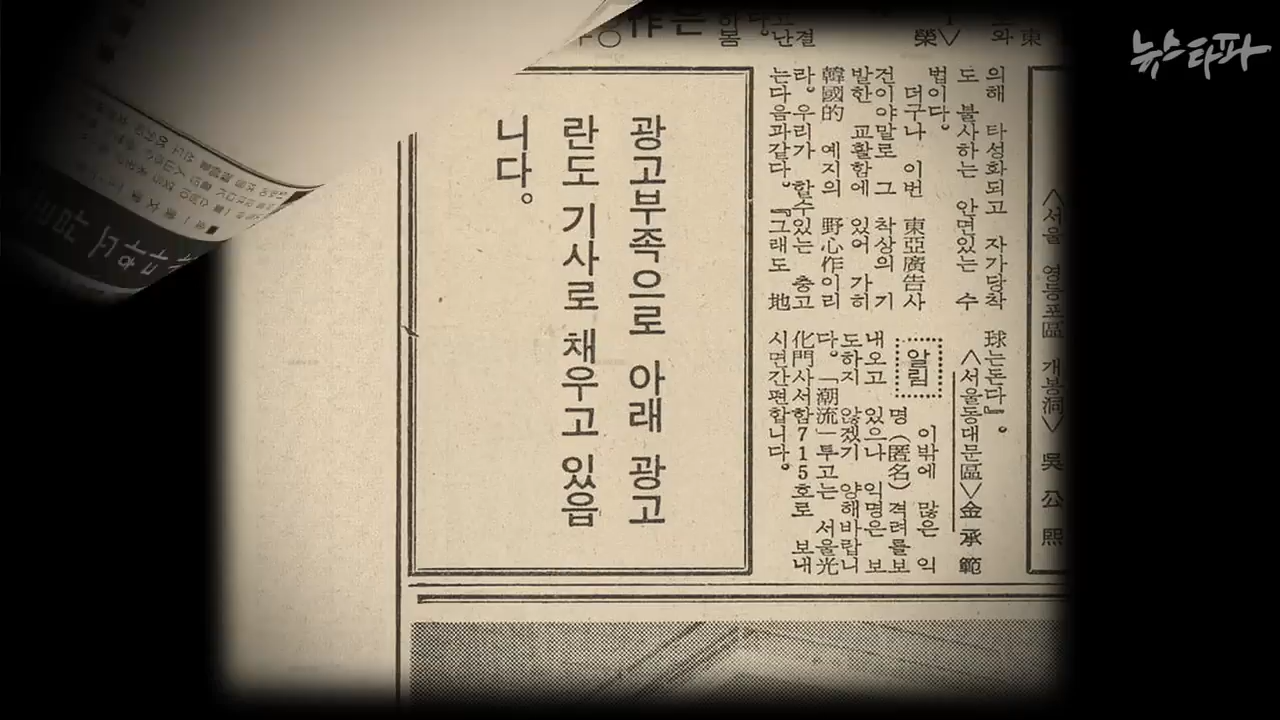 뉴스타파
〈서울 영등포區 개봉洞〉 吳公熙
의해 타성화되고 자가당착
도 불사하는 안면있는 수
법이다。
더구나 이번 東亞廣告사
건이야말로 그 착상의 기
발한 교활함에 있어 가히
韓國的 예지의 野心作이리
라。우리가 할수있는 충고
는다음과같다。『그래도 地
球는돈다』。
〈서울동대문區〉金承範
알림
이밖에 많은 익
명(匿名) 격려를보
내오고 있으나 익명은 보
도하지 않겠기 양해바랍니
다。「潮流」투고는 서울光
化門사서함715호로 보내
시면간편합니다。
광고부족으로 아래 광고
란도 기사로 채우고 있읍
니다。